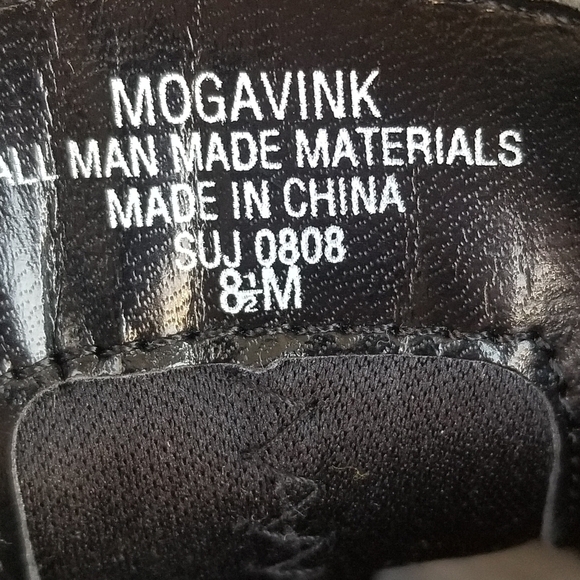 MOGAVINK
ALL MAN MADE MATERIALS
MADE IN CHINA
SUJ 0808
8½M